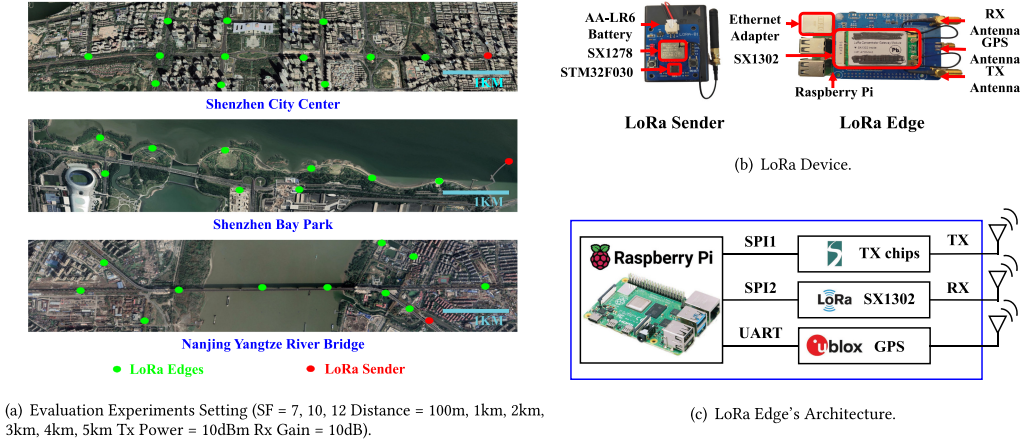 1KM
Shenzhen City Center
1KM
Shenzhen Bay Park
1KM
Nanjing Yangtze River Bridge
LoRa Edges
LoRa Sender
(a) Evaluation Experiments Setting (SF = 7, 10, 12 Distance = 100m, 1km, 2km,
3km, 4km, 5km Tx Power = 10dBm Rx Gain = 10dB).
AA-LR6
Battery
SX1278
STM32F030
LoRa Sender
Ethernet
Adapter
SX1302
Raspberry Pi
RX
Antenna
GPS
Antenna
TX
Antenna
LoRa Edge
(b) LoRa Device.
Raspberry Pi
SPI1
TX chips
TX
SPI2
LoRa
SX1302
RX
UART
ublox
GPS
(c) LoRa Edge's Architecture.